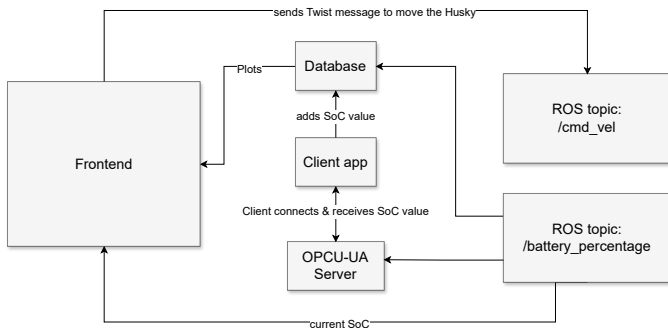 sends Twist message to move the Husky
Database
Plots
ROS topic:
/cmd_vel
adds SoC value
Frontend
Client app
Client connects & receives SoC value
ROS topic:
/battery_percentage
OPCU-UA
Server
current SoC